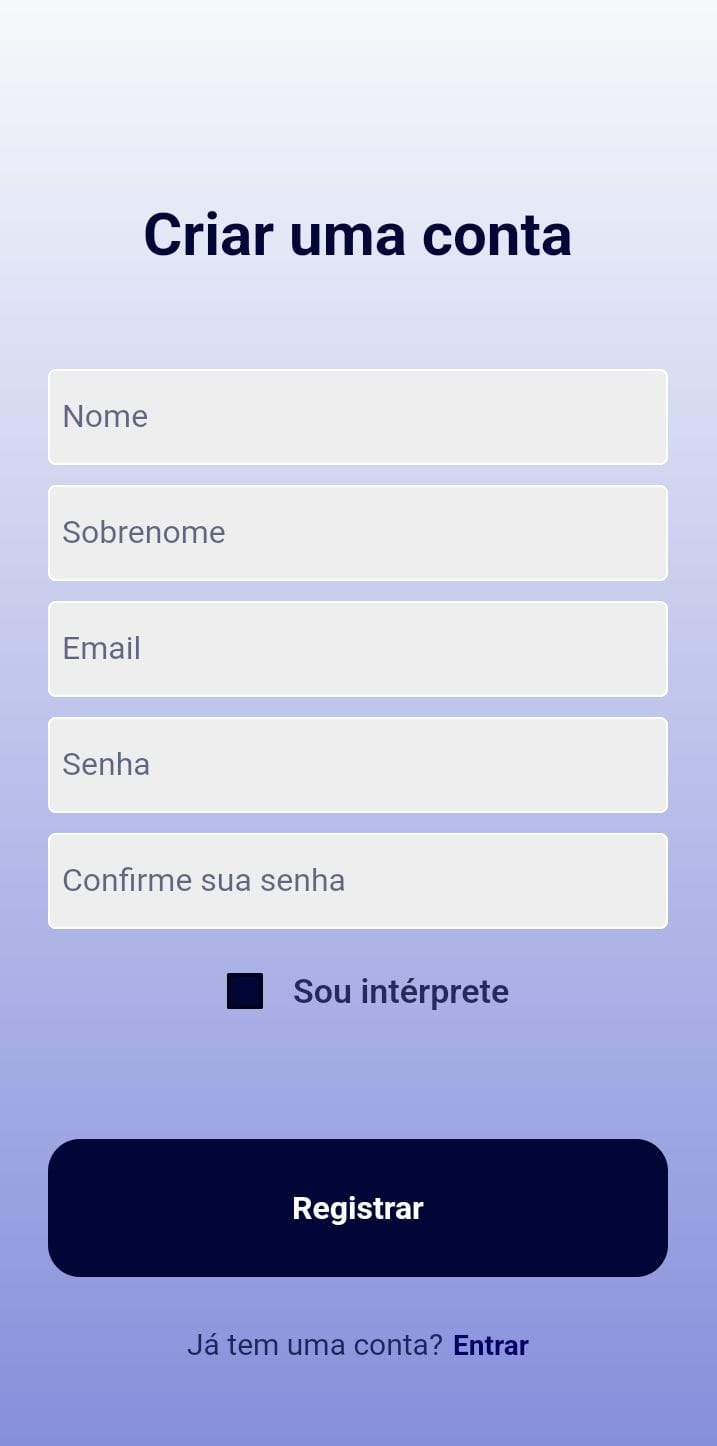 Criar uma conta
Nome
Sobrenome
Email
Senha
Confirme sua senha
Sou intérprete
Registrar
Já tem uma conta? Entrar